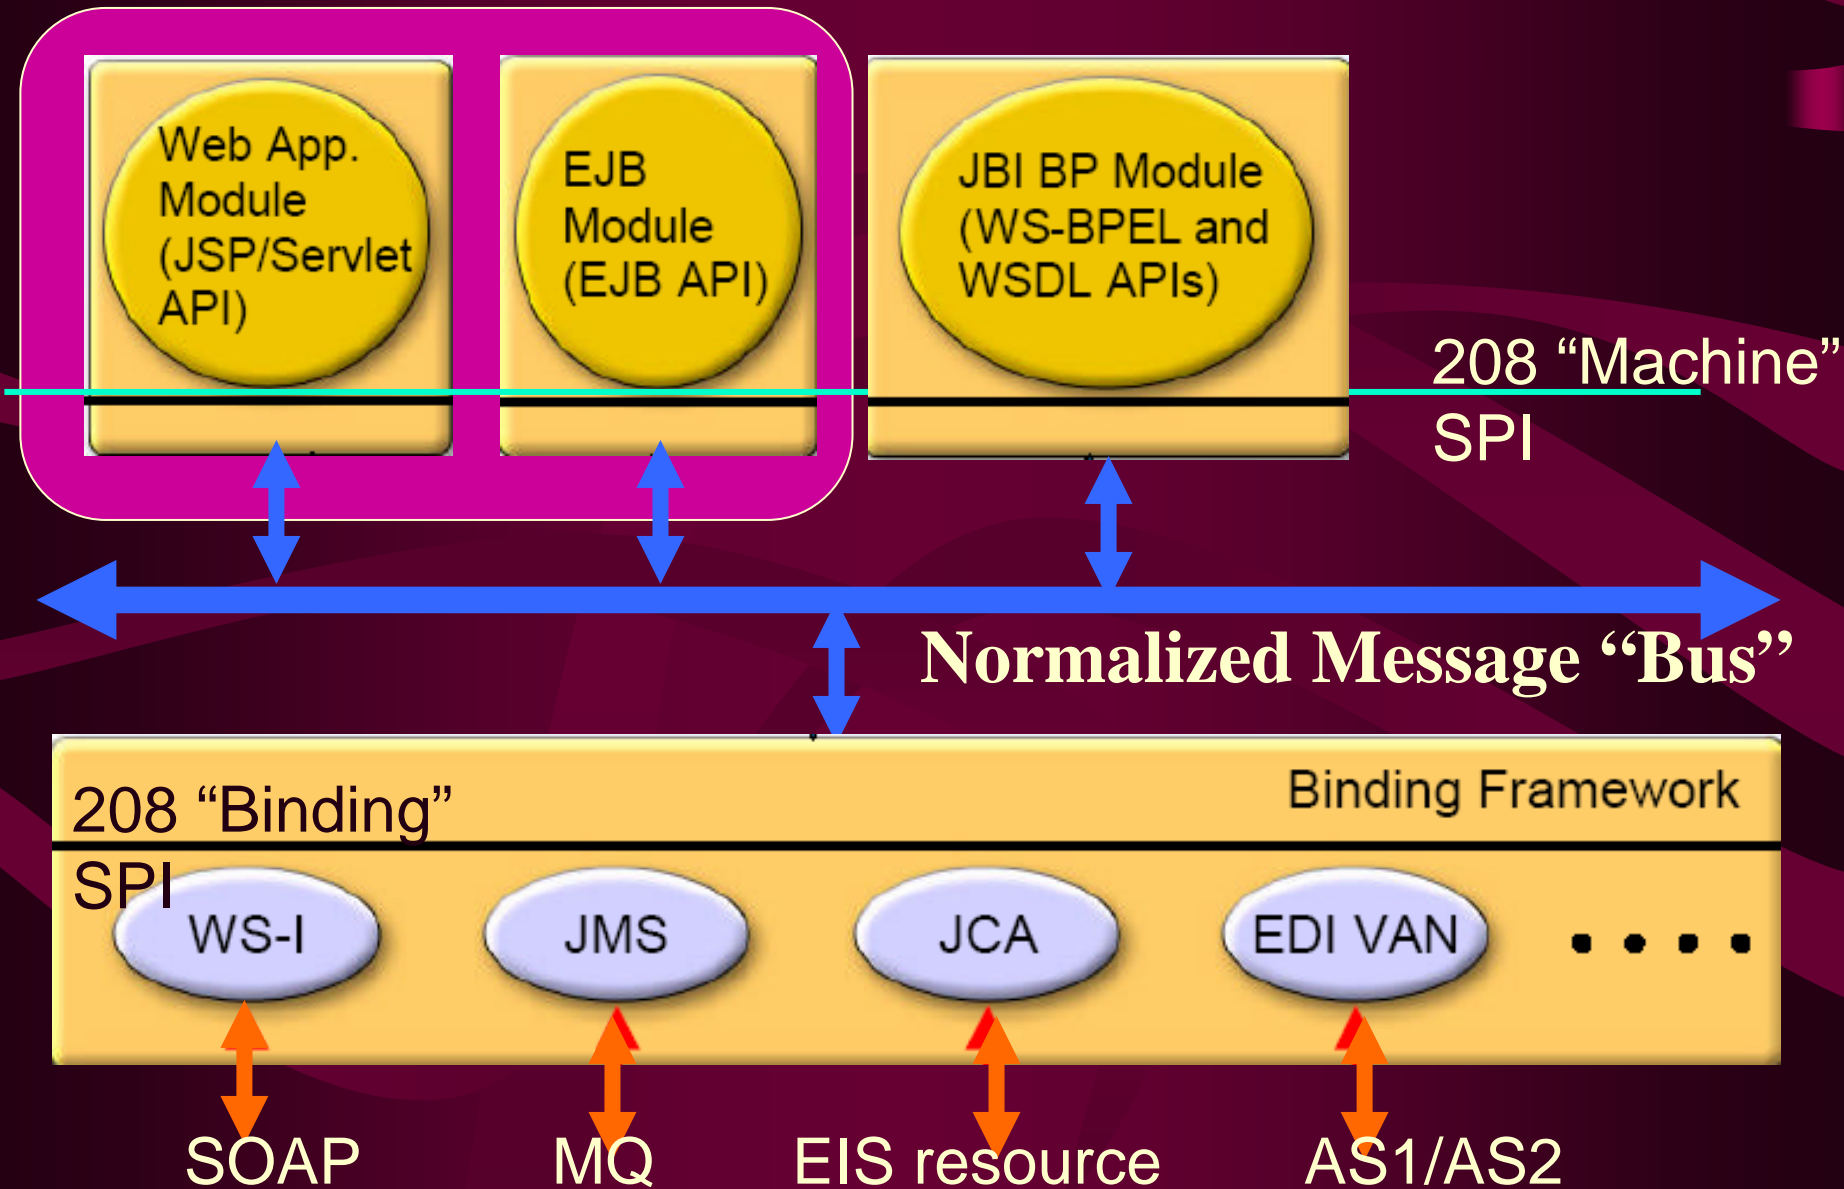 Web App.
Module
(JSP/Servlet
API)
EJB
Module
(EJB API)
JBI BP Module
(WS-BPEL and
WSDL APIs)
208 “Machine”
SPI
Normalized Message “Bus”
208 “Binding”
SPI
Binding Framework
WS-I
JMS
JCA
EDI VAN
....
SOAP
MQ
EIS resource
AS1/AS2